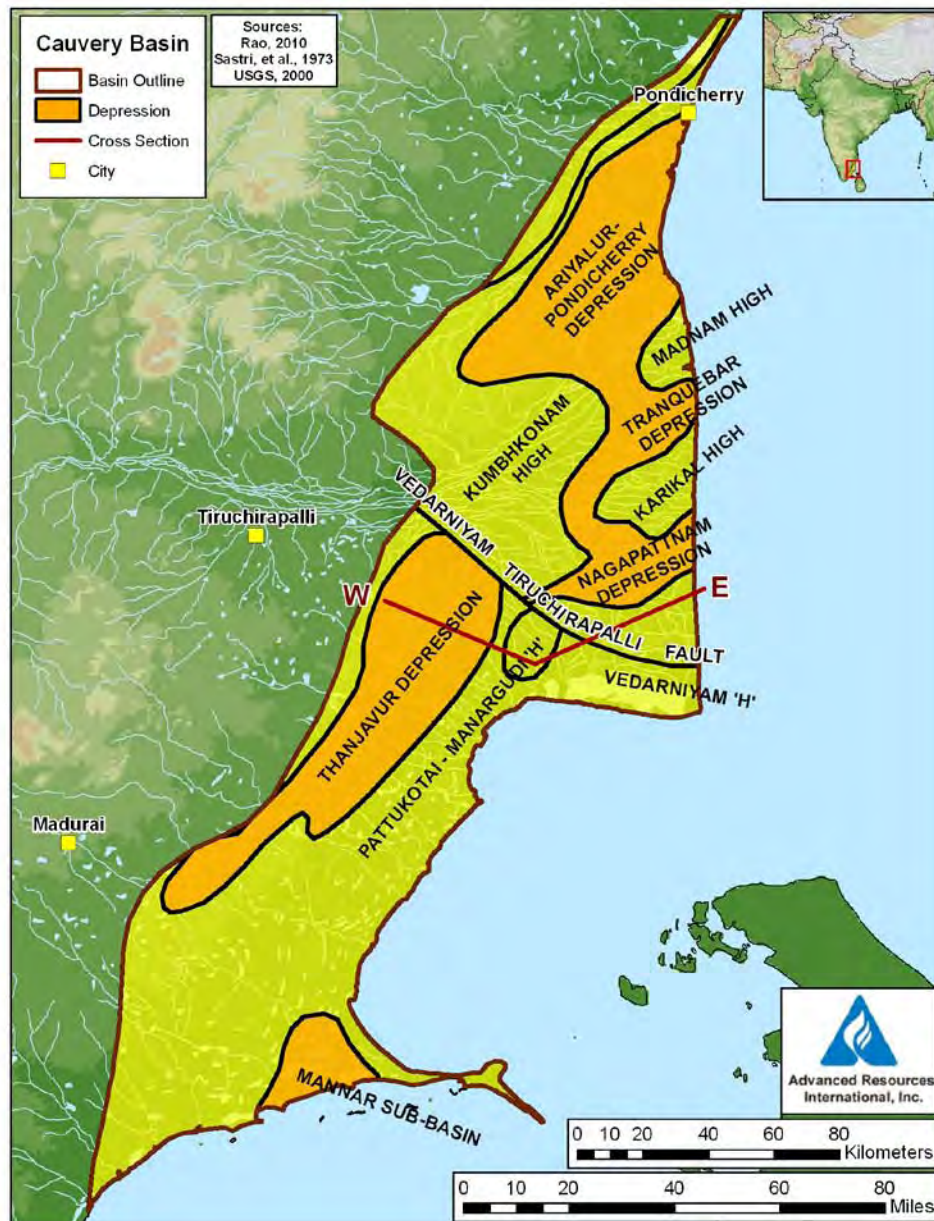 Cauvery Basin
Basin Outline
Depression
Cross Section
City
Sources:
Rao, 2010
Sastri, et al., 1973
USGS, 2000
Pondicherry
ARIYALUR-
PONDICHERRY
DEPRESSION
MADNAM HIGH
TRANQUEBAR
DEPRESSION
KARIKAL HIGH
KUMBHKONAM
HIGH
VEDARNIYAM TIRUCHIRAPALLI FAULT
Tiruchirapalli
NAGAPATTNAM
DEPRESSION
W
E
THANJAVUR DEPRESSION
PATTUKOTAI - MANARGUDI 'H'
VEDARNIYAM 'H'
Madurai
MANNAR SUB-BASIN
Advanced Resources
International, Inc.
0 10 20 40 60 80
Kilometers
0 10 20 40 60 80
Miles